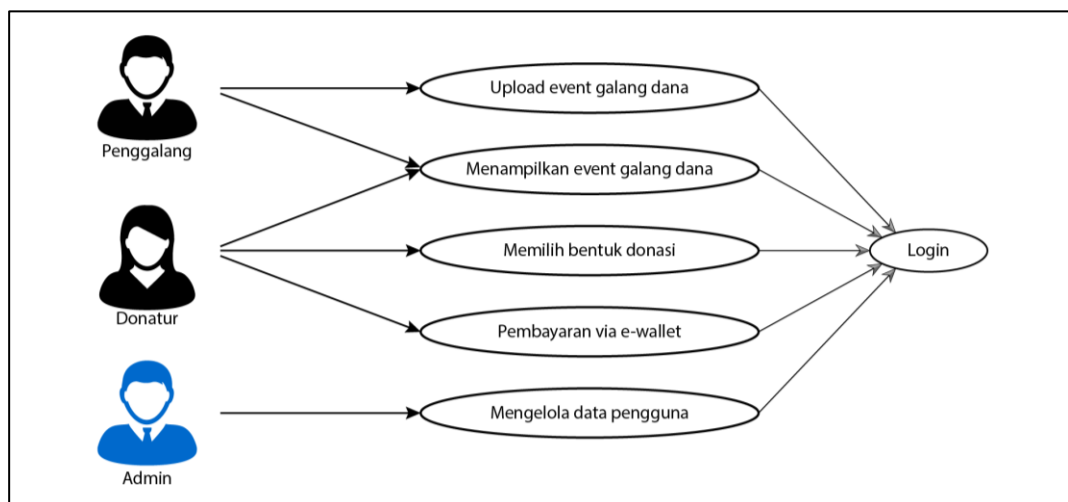 Penggalang
Upload event galang dana
Menampilkan event galang dana
Donatur
Memilih bentuk donasi
Login
Pembayaran via e-wallet
Admin
Mengelola data pengguna